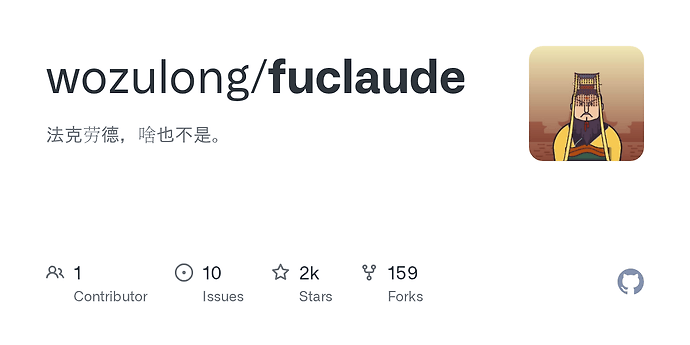 wozulong/fuclaude
法克劳德，啥也不是。
1
Contributor
10
Issues
2k
Stars
159
Forks